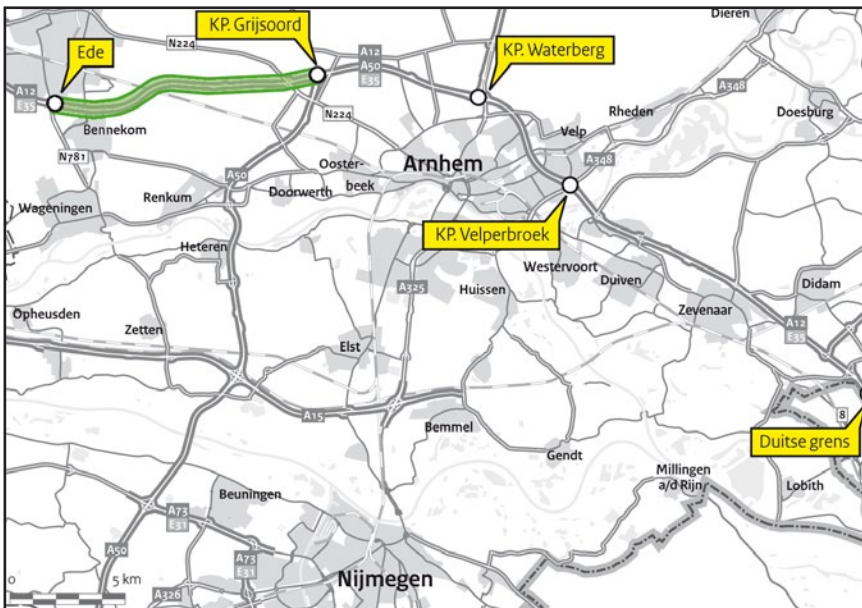 KP. Grijsoord
Dieren
N224
A12
A50
E35
KP. Waterberg
Ede
A12
E35
Bennekom
N224
Rheden
A348
Doesburg
Velp
N781
Ooster-
beek
Arnhem
A348
A50
Renkum
Doorwerth
Wageningen
KP. Velperbroek
Heteren
Westervoort
Duiven
A325
Huissen
Didam
Zevenaar
Opheusden
Zetten
A12
E35
Elst
A15
Bemmel
8
Duitse grens
Gendt
Millingen
a/d Rijn
Lobith
Beuningen
A73
E31
A50
0
5 km
A73
E31
Nijmegen
A326